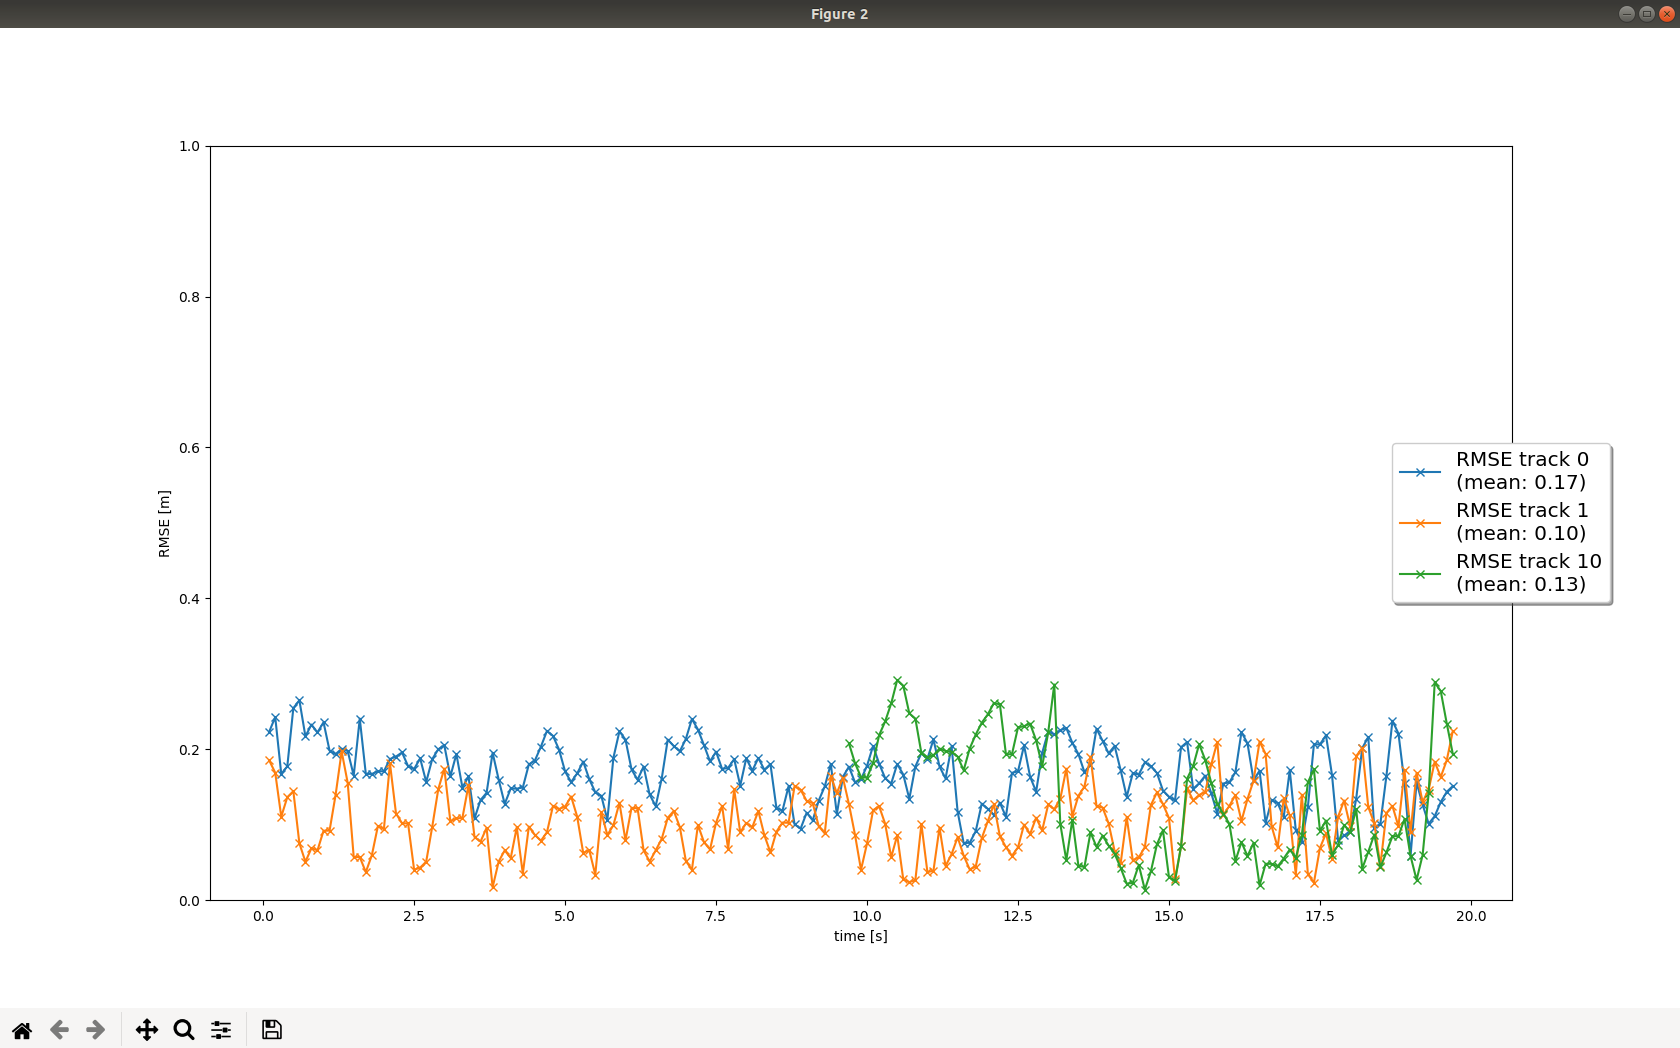 Figure 2
1.0
0.8
0.6
0.4
0.2
0.0
RMSE [m]
0.0 2.5 5.0 7.5 10.0 12.5 15.0 17.5 20.0
time [s]
RMSE track 0
(mean: 0.17)
RMSE track 1
(mean: 0.10)
RMSE track 10
(mean: 0.13)